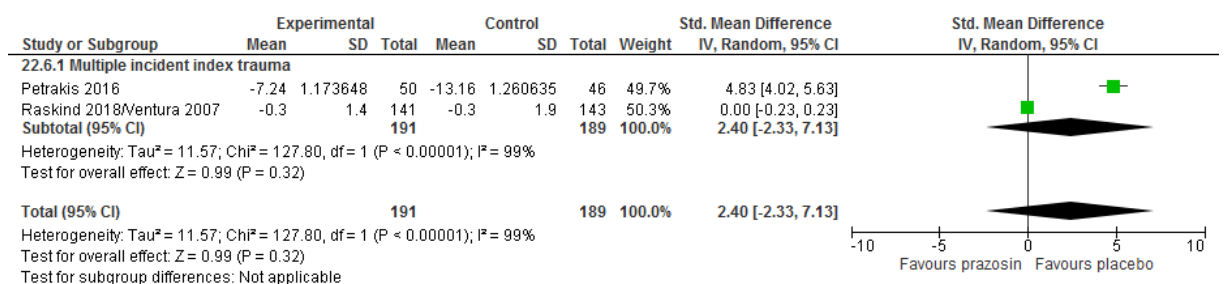 Experimental Control Std. Mean Difference Std. Mean Difference
Study or Subgroup Mean SD Total Mean SD Total Weight IV, Random, 95% CI IV, Random, 95% CI
22.6.1 Multiple incident index trauma
Petrakis 2016 -7.24 1.173648 50 -13.16 1.260635 46 49.7% 4.83 [4.02, 5.63]
Raskind 2018/Ventura 2007 -0.3 1.4 141 -0.3 1.9 143 50.3% 0.00 [-0.23, 0.23]
Subtotal (95% CI) 191 189 100.0% 2.40 [-2.33, 7.13]
Heterogeneity: Tau² = 11.57; Chi² = 127.80, df = 1 (P < 0.00001); I² = 99%
Test for overall effect: Z = 0.99 (P = 0.32)
Total (95% CI) 191 189 100.0% 2.40 [-2.33, 7.13]
Heterogeneity: Tau² = 11.57; Chi² = 127.80, df = 1 (P < 0.00001); I² = 99%
Test for overall effect: Z = 0.99 (P = 0.32)
Test for subgroup differences: Not applicable
-10 -5 0 5 10
Favours prazosin Favours placebo